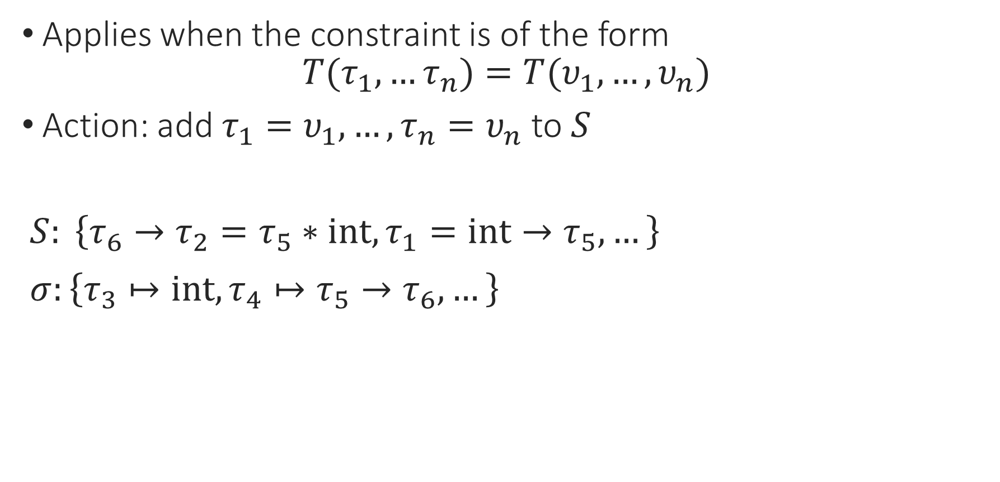 • Applies when the constraint is of the form
T(τ₁, … τₙ) = T(υ₁, … , υₙ)
• Action: add τ₁ = υ₁, … , τₙ = υₙ to S
S: {τ₆ → τ₂ = τ₅ ∗ int, τ₁ = int → τ₅, … }
σ: {τ₃ ↦ int, τ₄ ↦ τ₅ → τ₆, … }